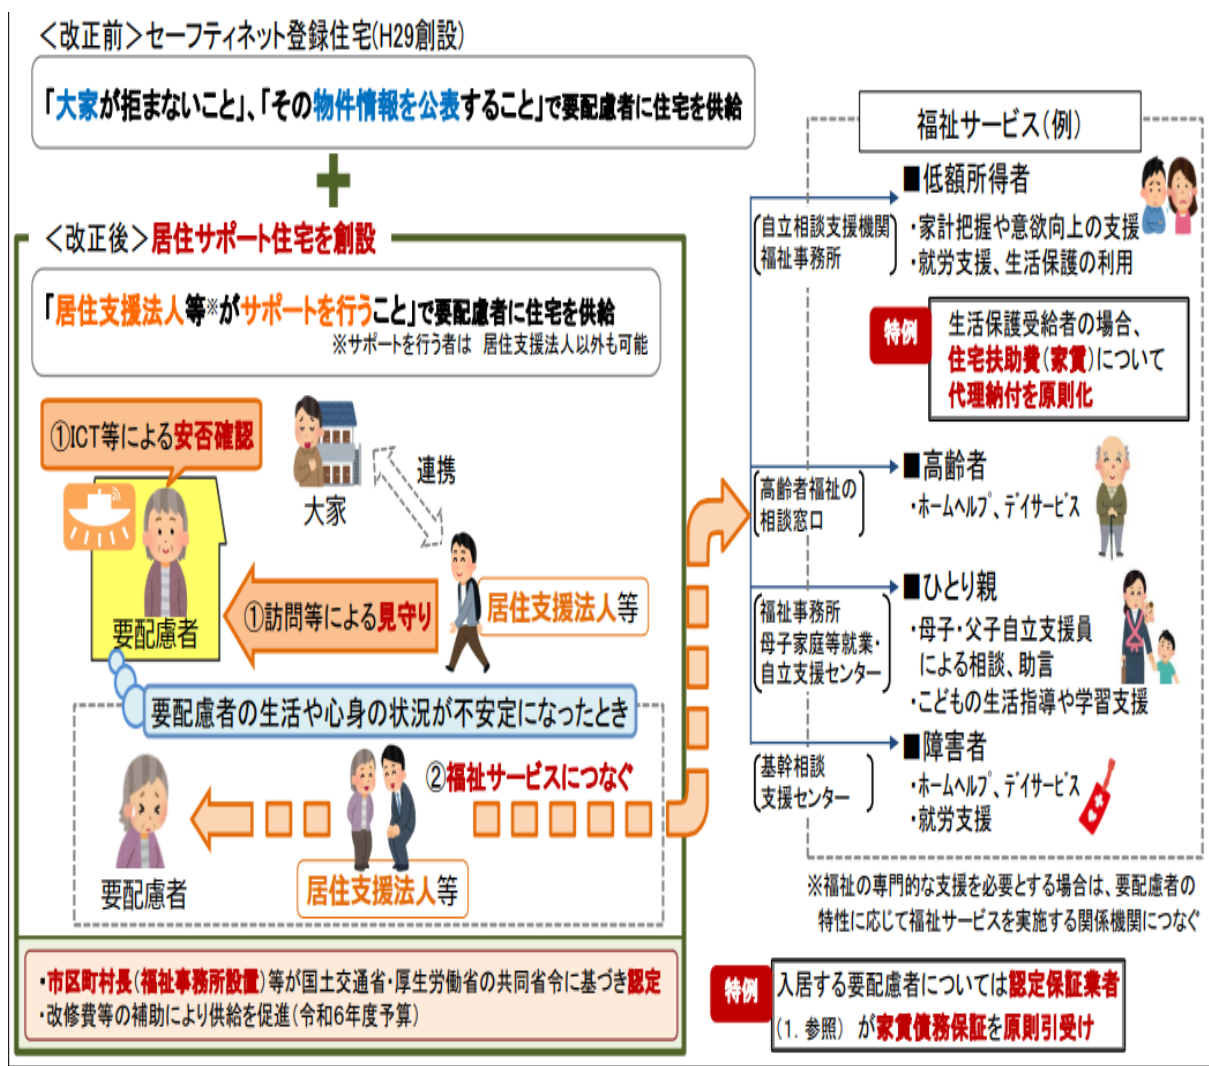 ＜改正前＞セーフティネット登録住宅(H29創設)
「大家が拒まないこと」、「その物件情報を公表すること」で要配慮者に住宅を供給
＜改正後＞居住サポート住宅を創設
「居住支援法人等※がサポートを行うこと」で要配慮者に住宅を供給
※サポートを行う者は 居住支援法人以外も可能
①ICT等による安否確認
大家
連携
要配慮者
①訪問等による見守り
居住支援法人等
要配慮者の生活や心身の状況が不安定になったとき
②福祉サービスにつなぐ
要配慮者
居住支援法人等
・市区町村長(福祉事務所設置)等が国土交通省・厚生労働省の共同省令に基づき認定
・改修費等の補助により供給を促進(令和6年度予算)
福祉サービス(例)
自立相談支援機関
福祉事務所
■低額所得者
・家計把握や意欲向上の支援
・就労支援、生活保護の利用
特例
生活保護受給者の場合、
住宅扶助費(家賃)について
代理納付を原則化
高齢者福祉の
相談窓口
■高齢者
・ホームヘルプ、デイサービス
福祉事務所
母子家庭等就業・
自立支援センター
■ひとり親
・母子・父子自立支援員
による相談、助言
・こどもの生活指導や学習支援
基幹相談
支援センター
■障害者
・ホームヘルプ、デイサービス
・就労支援
※福祉の専門的な支援を必要とする場合は、要配慮者の
特性に応じて福祉サービスを実施する関係機関につなぐ
特例
入居する要配慮者については認定保証業者
(1. 参照) が家賃債務保証を原則引受け